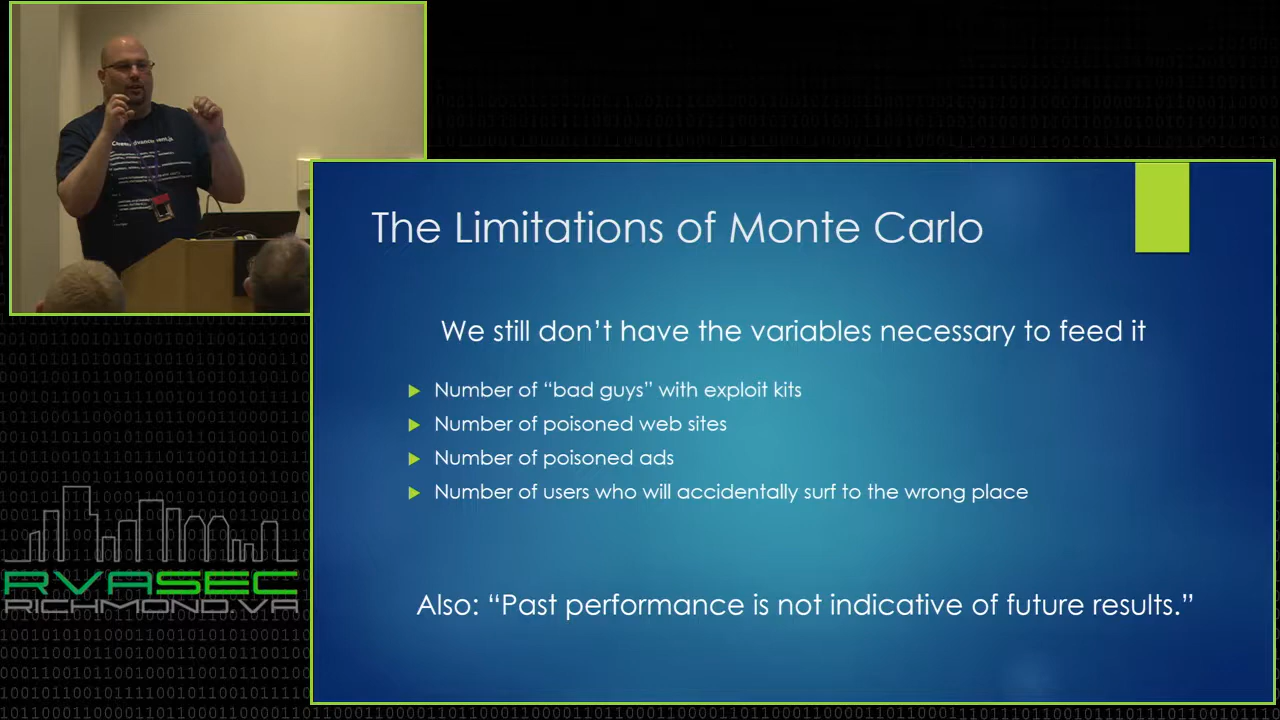 The Limitations of Monte Carlo
We still don’t have the variables necessary to feed it
Number of “bad guys” with exploit kits
Number of poisoned web sites
Number of poisoned ads
Number of users who will accidentally surf to the wrong place
Also: “Past performance is not indicative of future results.”
RVASEC
RICHMOND.VA